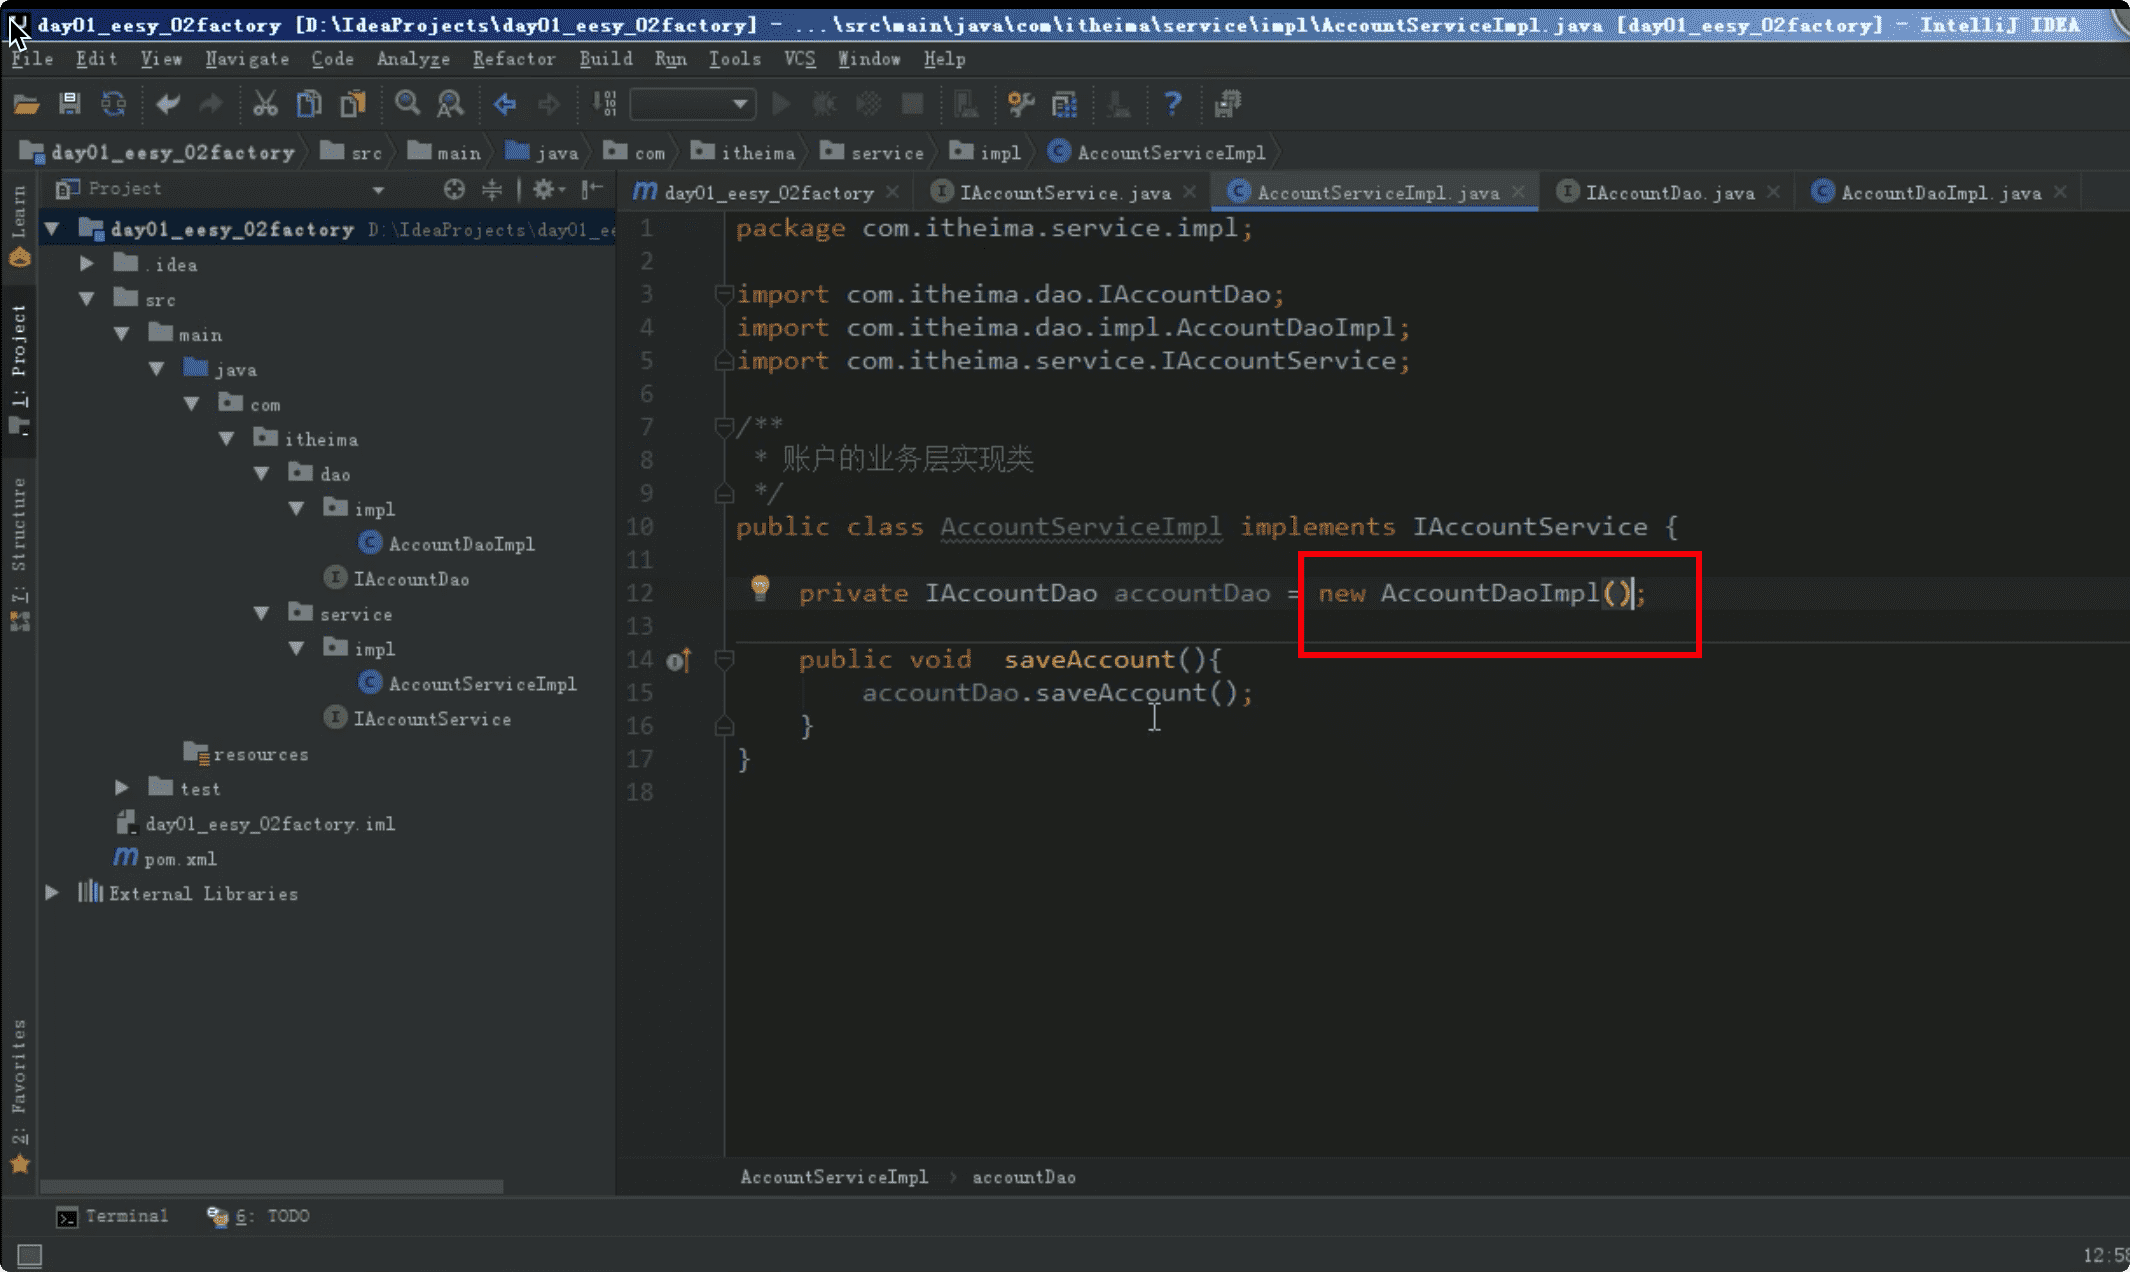 day01_eesy_02factory [D:\IdeaProjects\day01_eesy_02factory] - ...\src\main\java\com\itheima\service\impl\AccountServiceImpl.java [day01_eesy_02factory] - IntelliJ IDEA
File Edit View Navigate Code Analyze Refactor Build Run Tools VCS Window Help
day01_eesy_02factory src main java com itheima service impl AccountServiceImpl
Project
day01_eesy_02factory IAccountService.java AccountServiceImpl.java IAccountDao.java AccountDaoImpl.java
Learn
1: Project
7: Structure
2: Favorites
day01_eesy_02factory D:\IdeaProjects\day01_ee
.idea
src
main
java
com
itheima
dao
impl
AccountDaoImpl
IAccountDao
service
impl
AccountServiceImpl
IAccountService
resources
test
day01_eesy_02factory.iml
pom.xml
External Libraries
1 package com.itheima.service.impl;
2
3 import com.itheima.dao.IAccountDao;
4 import com.itheima.dao.impl.AccountDaoImpl;
5 import com.itheima.service.IAccountService;
6
7 /**
8 * 账户的业务层实现类
9 */
10 public class AccountServiceImpl implements IAccountService {
11
12 private IAccountDao accountDao = new AccountDaoImpl();
13
14 public void saveAccount(){
15 accountDao.saveAccount();
16 }
17 }
18
AccountServiceImpl accountDao
Terminal 6: TODO
12:58